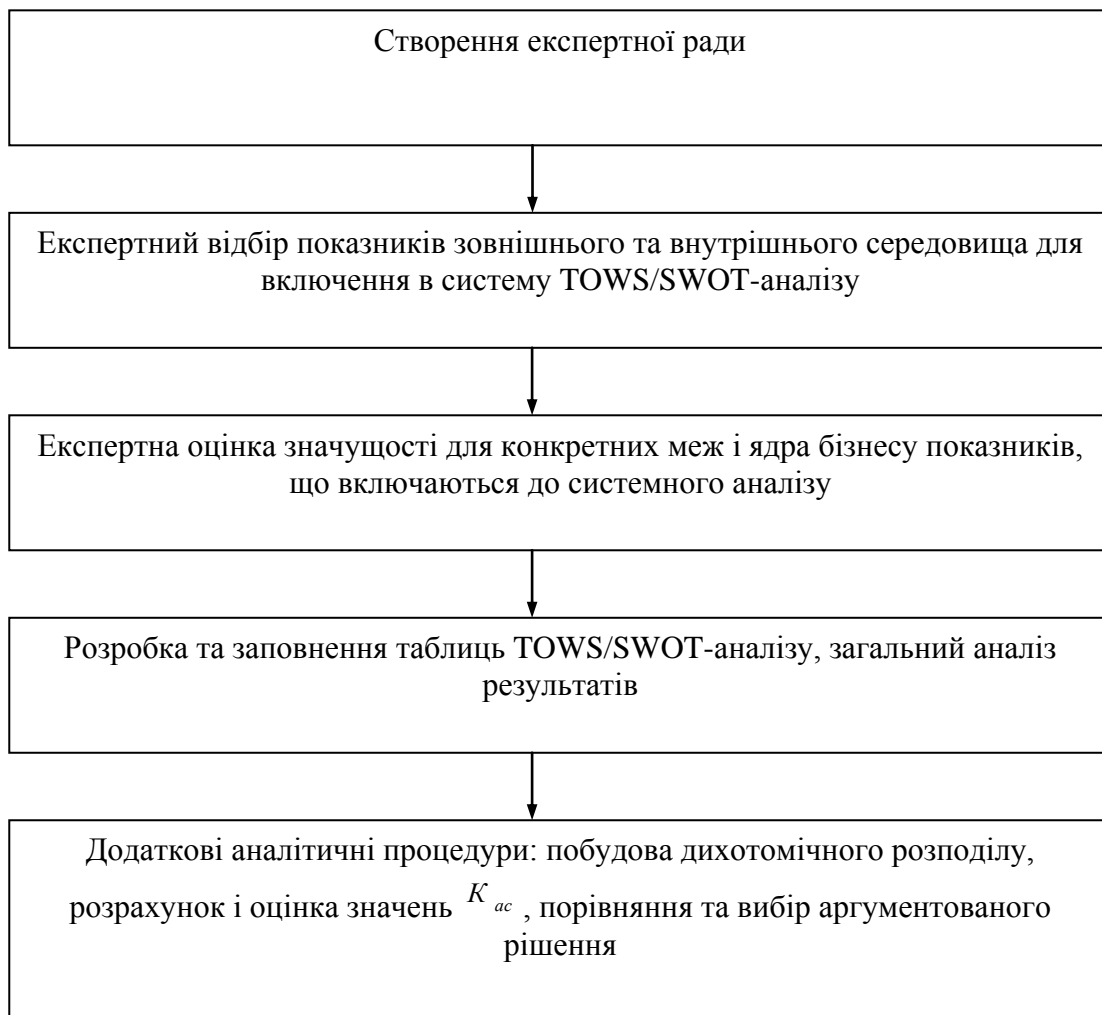 Створення експертної ради
Експертний відбір показників зовнішнього та внутрішнього середовища для
включення в систему TOWS/SWOT-аналізу
Експертна оцінка значущості для конкретних меж і ядра бізнесу показників,
що включаються до системного аналізу
Розробка та заповнення таблиць TOWS/SWOT-аналізу, загальний аналіз
результатів
Додаткові аналітичні процедури: побудова дихотомічного розподілу,
розрахунок і оцінка значень K ас , порівняння та вибір аргументованого
рішення